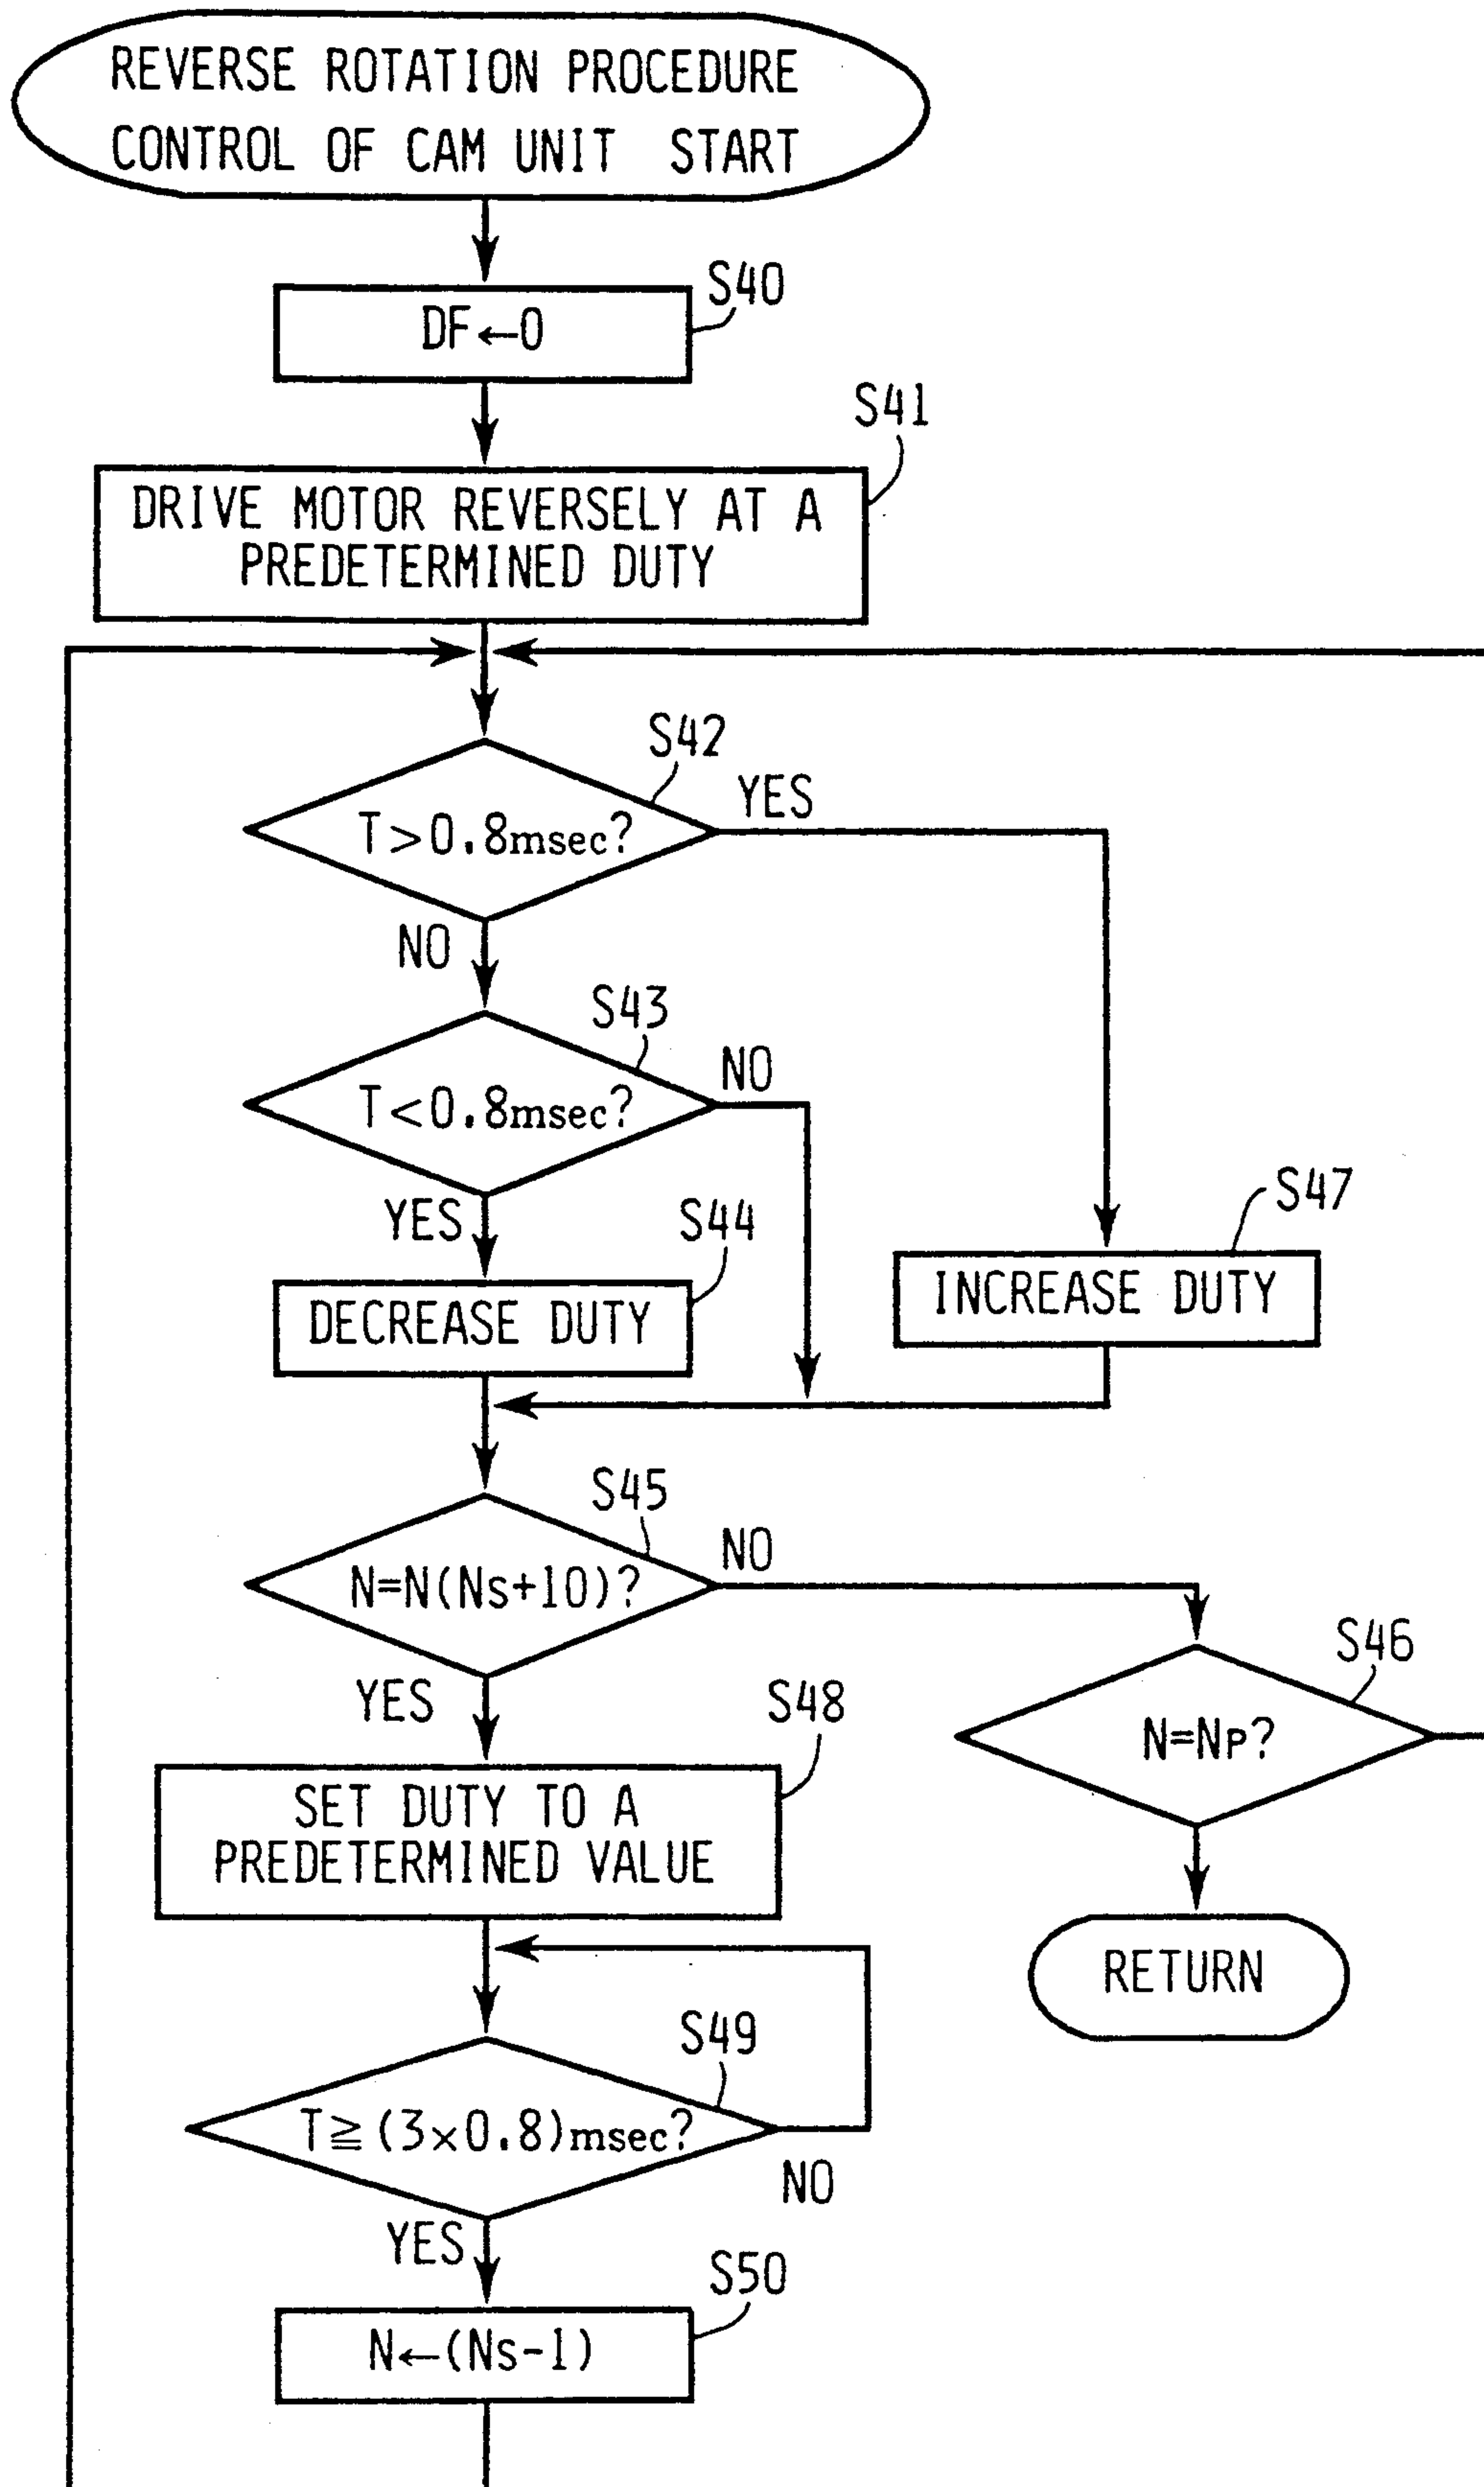 REVERSE ROTATION PROCEDURE
CONTROL OF CAM UNIT START
S40
DF←0
S41
DRIVE MOTOR REVERSELY AT A
PREDETERMINED DUTY
S42
T>0.8msec?
YES
NO
S43
T<0.8msec?
NO
YES
S44
DECREASE DUTY
S47
INCREASE DUTY
S45
N=N(Ns+10)?
NO
YES
S46
N=NP?
S48
SET DUTY TO A
PREDETERMINED VALUE
RETURN
S49
T≧(3×0.8)msec?
NO
YES
S50
N←(Ns-1)